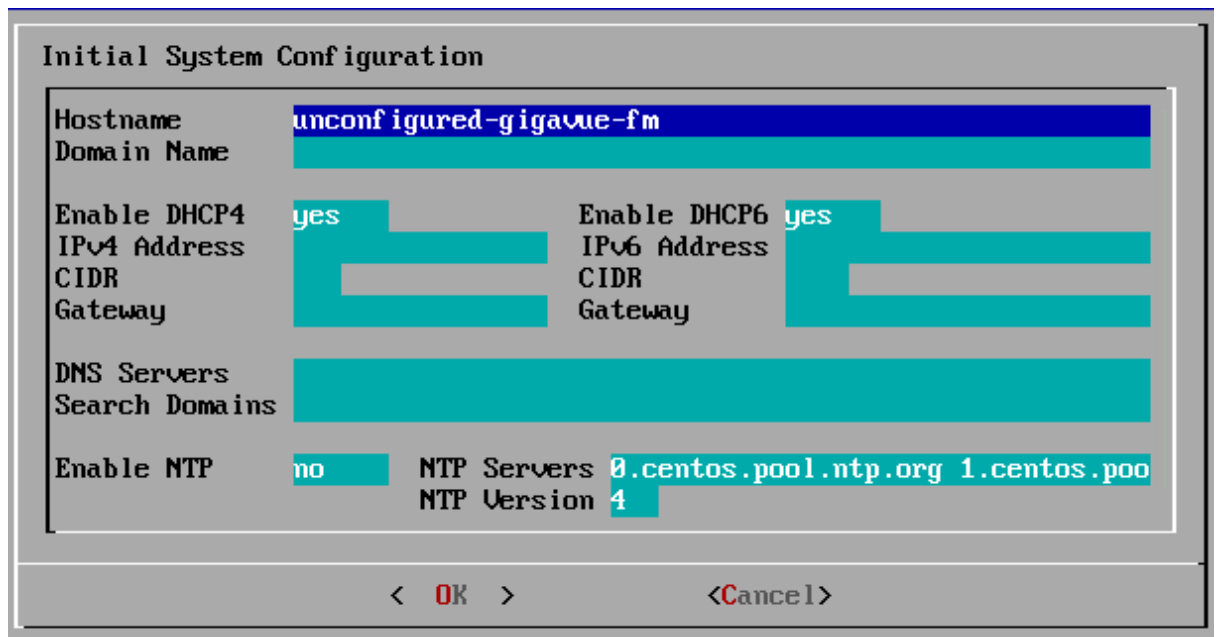 Initial System Configuration
Hostname unconfigured-gigavue-fm
Domain Name
Enable DHCP4 yes Enable DHCP6 yes
IPv4 Address IPv6 Address
CIDR CIDR
Gateway Gateway
DNS Servers
Search Domains
Enable NTP no NTP Servers 0.centos.pool.ntp.org 1.centos.poo
NTP Version 4
< OK > <Cancel>